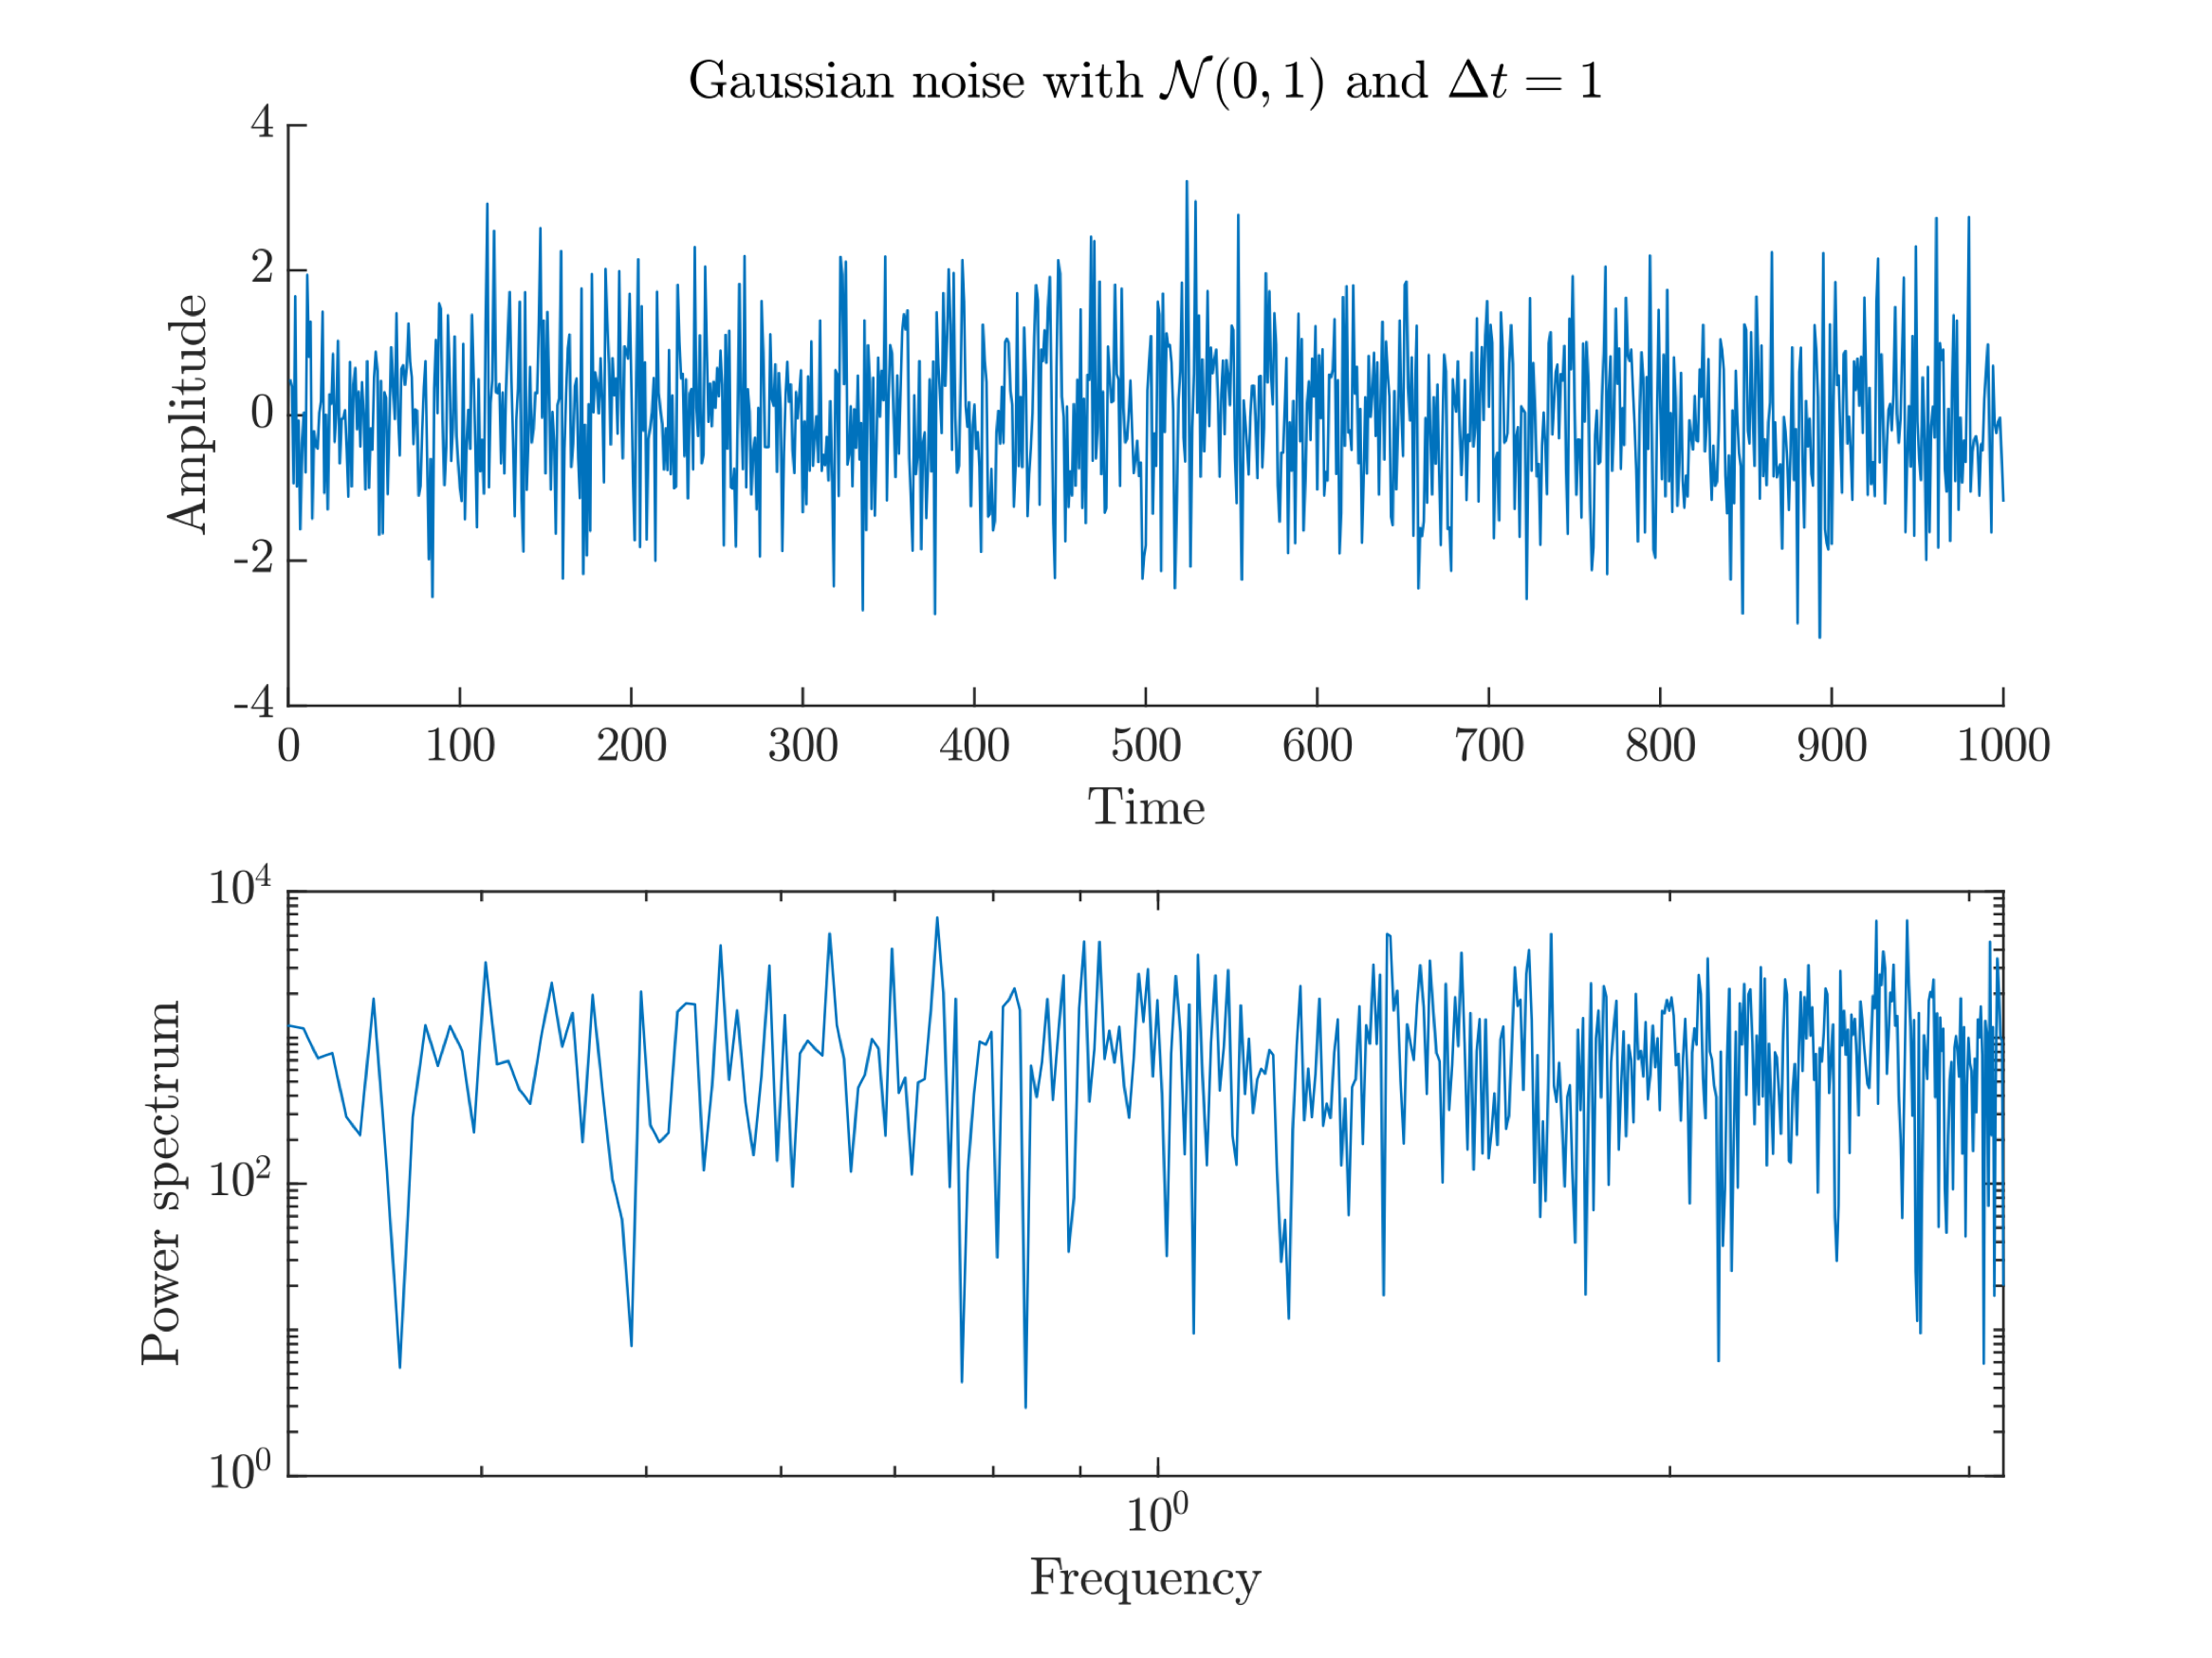 Gaussian noise with 𝒩(0, 1) and Δt = 1
4
2
0
-2
-4
Amplitude
0 100 200 300 400 500 600 700 800 900 1000
Time
10⁴
10²
10⁰
Power spectrum
10⁰
Frequency